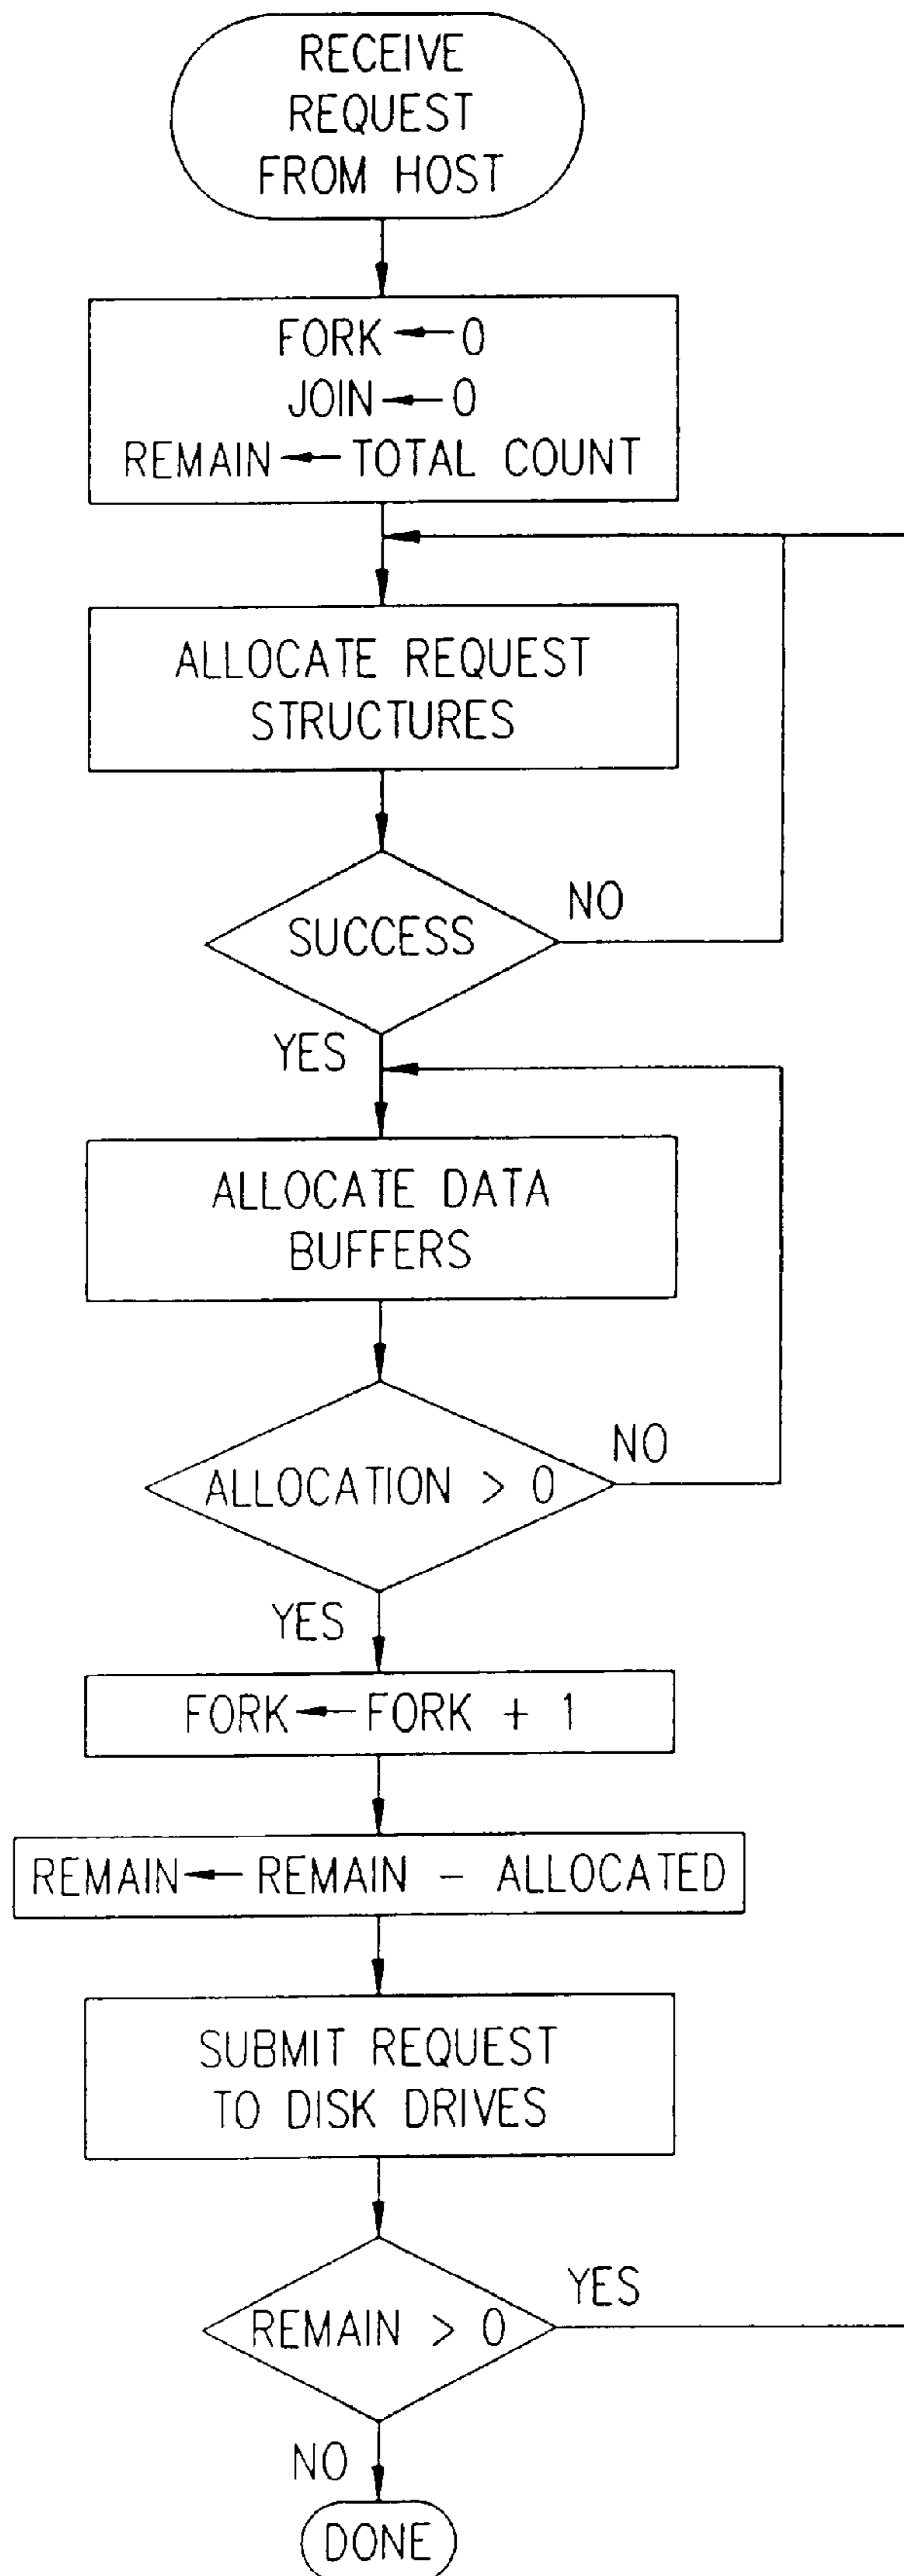 RECEIVE
REQUEST
FROM HOST
FORK ← 0
JOIN ← 0
REMAIN ← TOTAL COUNT
ALLOCATE REQUEST
STRUCTURES
SUCCESS
NO
YES
ALLOCATE DATA
BUFFERS
ALLOCATION > 0
NO
YES
FORK ← FORK + 1
REMAIN ← REMAIN - ALLOCATED
SUBMIT REQUEST
TO DISK DRIVES
REMAIN > 0
YES
NO
DONE